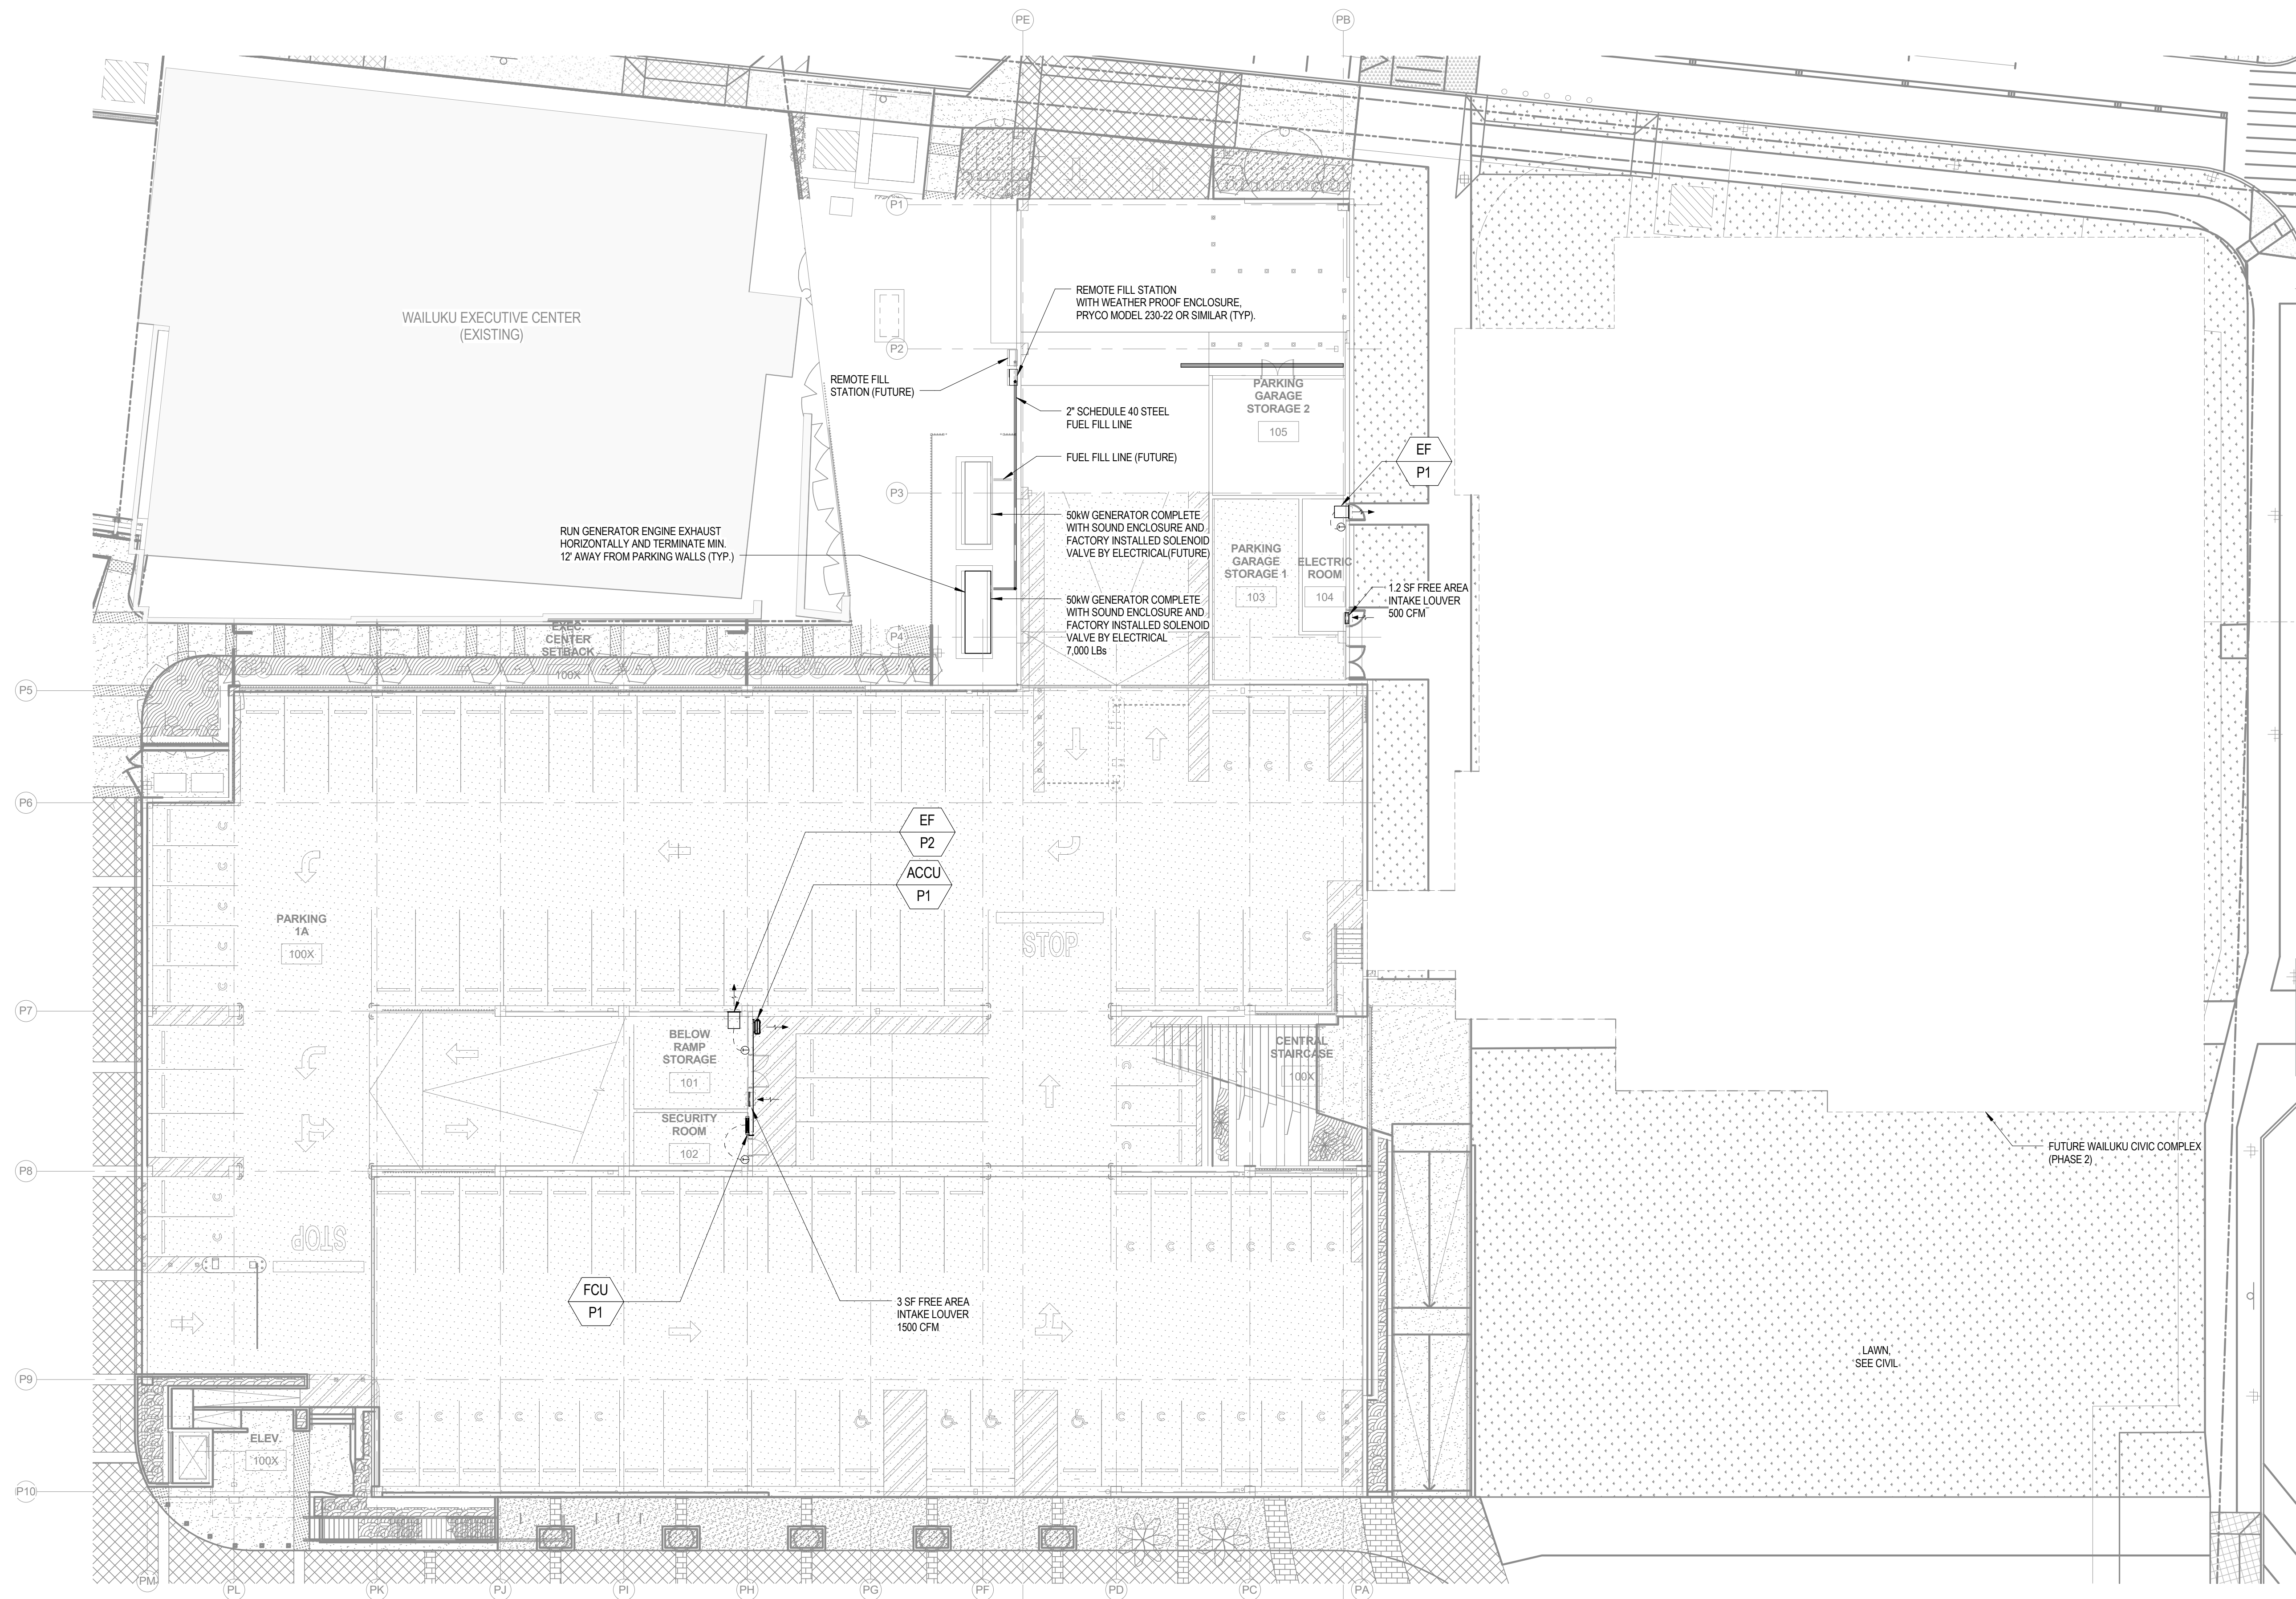 PE
PB
P1
REMOTE FILL STATION
WITH WEATHER PROOF ENCLOSURE,
PRYCO MODEL 230-22 OR SIMILAR (TYP).
WAILUKU EXECUTIVE CENTER
(EXISTING)
P2
REMOTE FILL
STATION (FUTURE)
PARKING
GARAGE
STORAGE 2
105
2" SCHEDULE 40 STEEL
FUEL FILL LINE
FUEL FILL LINE (FUTURE)
EF
P1
P3
50kW GENERATOR COMPLETE
WITH SOUND ENCLOSURE AND
FACTORY INSTALLED SOLENOID
VALVE BY ELECTRICAL(FUTURE)
RUN GENERATOR ENGINE EXHAUST
HORIZONTALLY AND TERMINATE MIN.
12' AWAY FROM PARKING WALLS (TYP.)
PARKING
GARAGE
STORAGE 1
103
ELECTRIC
ROOM
104
1.2 SF FREE AREA
INTAKE LOUVER
500 CFM
50kW GENERATOR COMPLETE
WITH SOUND ENCLOSURE AND
FACTORY INSTALLED SOLENOID
VALVE BY ELECTRICAL
7,000 LBs
P4
EXEC.
CENTER
SETBACK
100X
P5
C C C
P6
EF
P2
ACCU
P1
PARKING
1A
100X
STOP
P7
BELOW
RAMP
STORAGE
101
CENTRAL
STAIRCASE
100X
SECURITY
ROOM
102
P8
FUTURE WAILUKU CIVIC COMPLEX
(PHASE 2)
STOP
C C C C C C
FCU
P1
3 SF FREE AREA
INTAKE LOUVER
1500 CFM
LAWN,
SEE CIVIL
P9
C C C C C C
C C C C C C
ELEV.
100X
P10
PM
PL
PK
PJ
PI
PH
PG
PF
PD
PC
PA